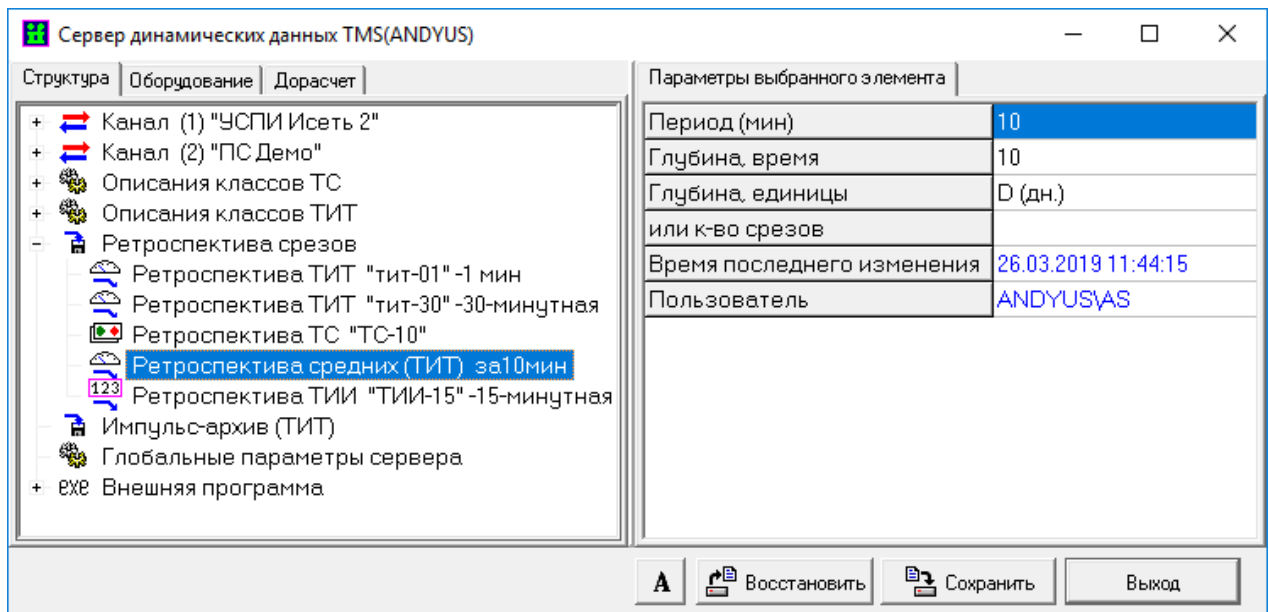 Сервер динамических данных TMS(ANDYUS)
Структура Оборудование Дорасчет
Канал (1) "УСПИ Исеть 2"
Канал (2) "ПС Демо"
Описания классов ТС
Описания классов ТИТ
Ретроспектива срезов
Ретроспектива ТИТ "тит-01" -1 мин
Ретроспектива ТИТ "тит-30" -30-минутная
Ретроспектива ТС "ТС-10"
Ретроспектива средних (ТИТ) за10мин
123
Ретроспектива ТИИ "ТИИ-15" -15-минутная
Импульс-архив (ТИТ)
Глобальные параметры сервера
exe Внешняя программа
Параметры выбранного элемента
Период (мин) 10
Глубина, время 10
Глубина, единицы D (дн.)
или к-во срезов
Время последнего изменения 26.03.2019 11:44:15
Пользователь ANDYUS\AS
A Восстановить Сохранить Выход